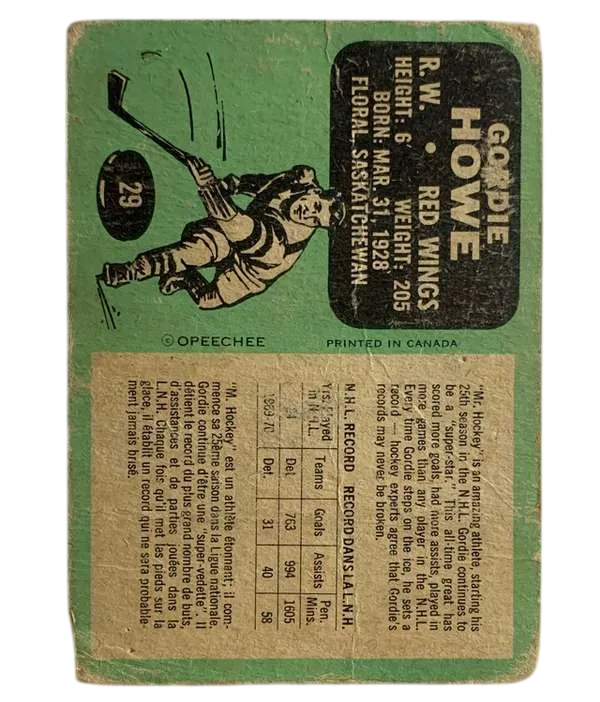 GORDIE
HOWE
R. W. • RED WINGS
HEIGHT: 6 WEIGHT: 205
BORN: MAR. 31, 1928
FLORAL, SASKATCHEWAN
29
© OPEECHEE PRINTED IN CANADA
"M. Hockey" is an amazing athlete, starting his
25th season in the N.H.L. Gordie continues to
be a "super-star." This all-time great has
scored more goals, had more assists, played in
more games than any player in the N.H.L.
Every time Gordie steps on the ice, he sets a
record — hockey experts agree that Gordie's
records may never be broken.
N.H.L. RECORD RECORD DANS LA L.N.H.
Yrs. Played in N.H.L. Teams Goals Assists Pen. Mins.
24 Det. 763 994 1605
1969-70 Det. 31 40 58
"M. Hockey" est un athlète étonnant; il com-
mence sa 25ème saison dans la Ligue nationale.
Gordie continue d'être une "super-vedette". Il
détient le record du plus grand nombre de buts,
d'assistances et de parties jouées dans la
L.N.H. Chaque fois qu'il met les pieds sur la
glace, il établit un record qui ne sera probable-
ment jamais brisé.